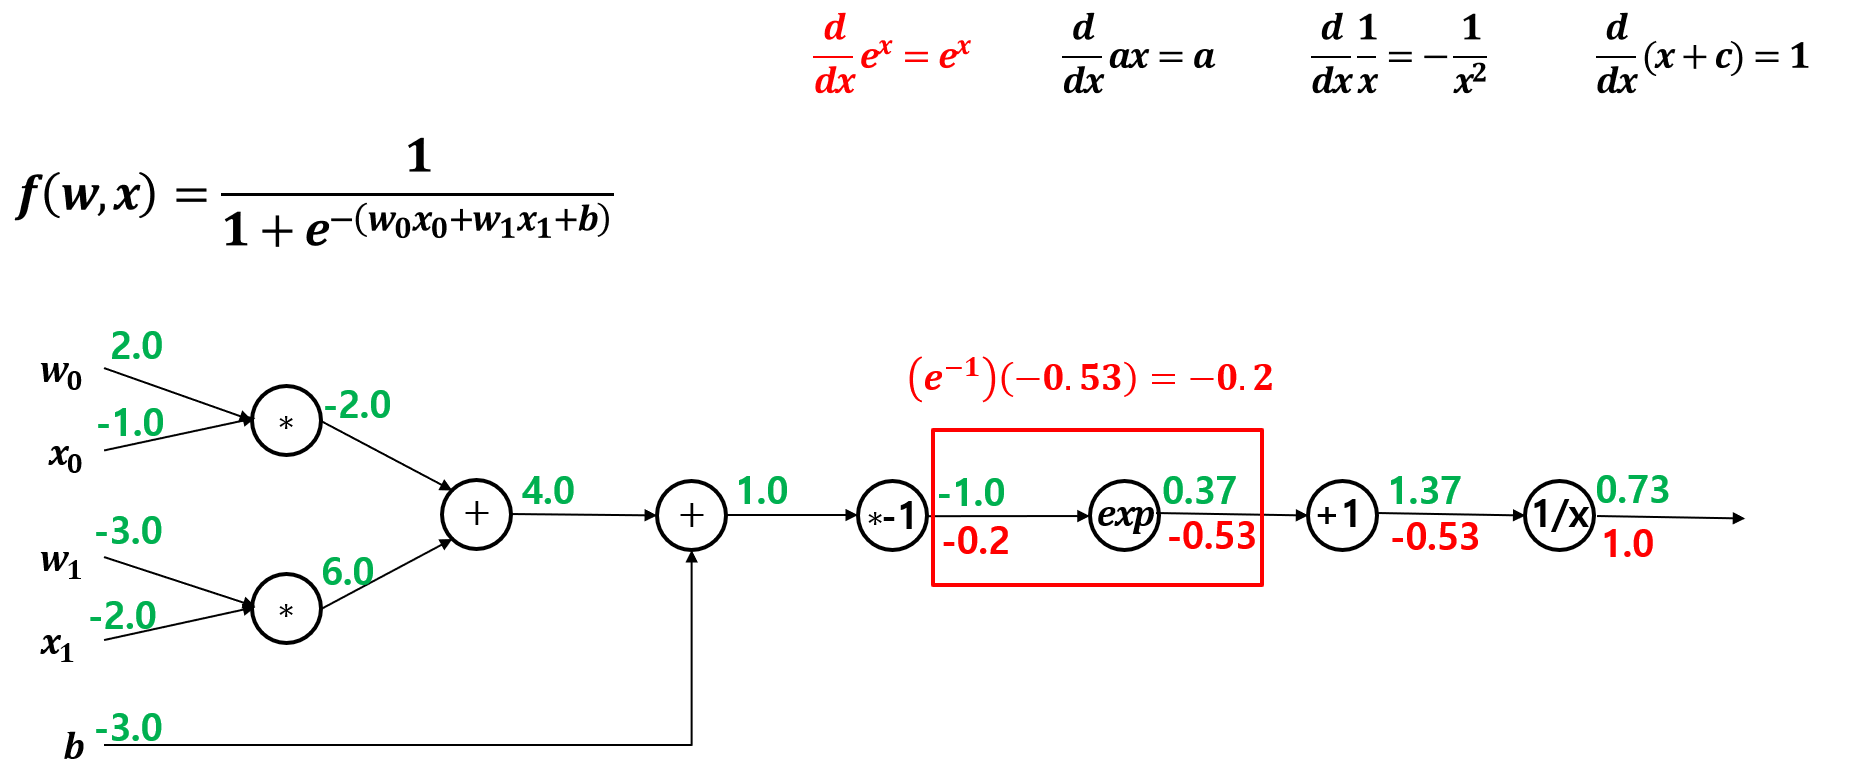 d/dx e^x = e^x    d/dx ax = a    d/dx 1/x = -1/x^2    d/dx (x + c) = 1
f(w, x) = 1/(1 + e^-(w₀x₀+w₁x₁+b))
2.0
w₀
-2.0
-1.0
x₀
(e^-1)(-0.53) = -0.2
*
4.0
1.0
-1.0
0.37
1.37
0.73
+
+
*-1
exp
+1
1/x
-0.2
-0.53
-0.53
1.0
-3.0
w₁
6.0
-2.0
x₁
*
-3.0
b